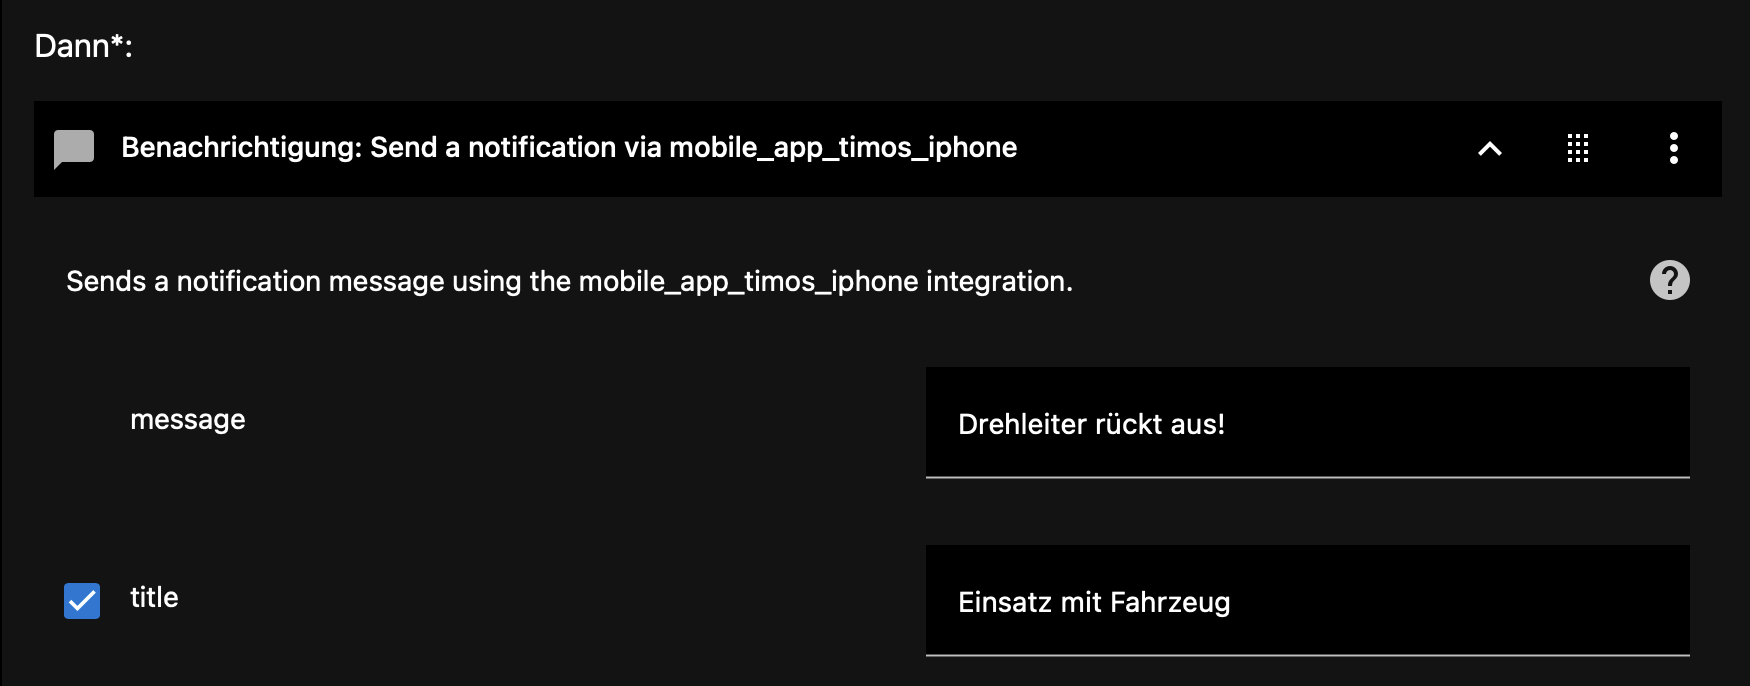 Dann*:
Benachrichtigung: Send a notification via mobile_app_timos_iphone
Sends a notification message using the mobile_app_timos_iphone integration.
message
Drehleiter rückt aus!
title
Einsatz mit Fahrzeug